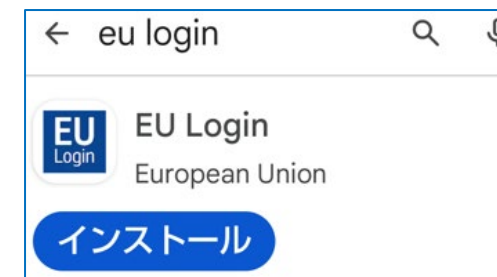 eu login
EU
Login
EU Login
European Union
インストール